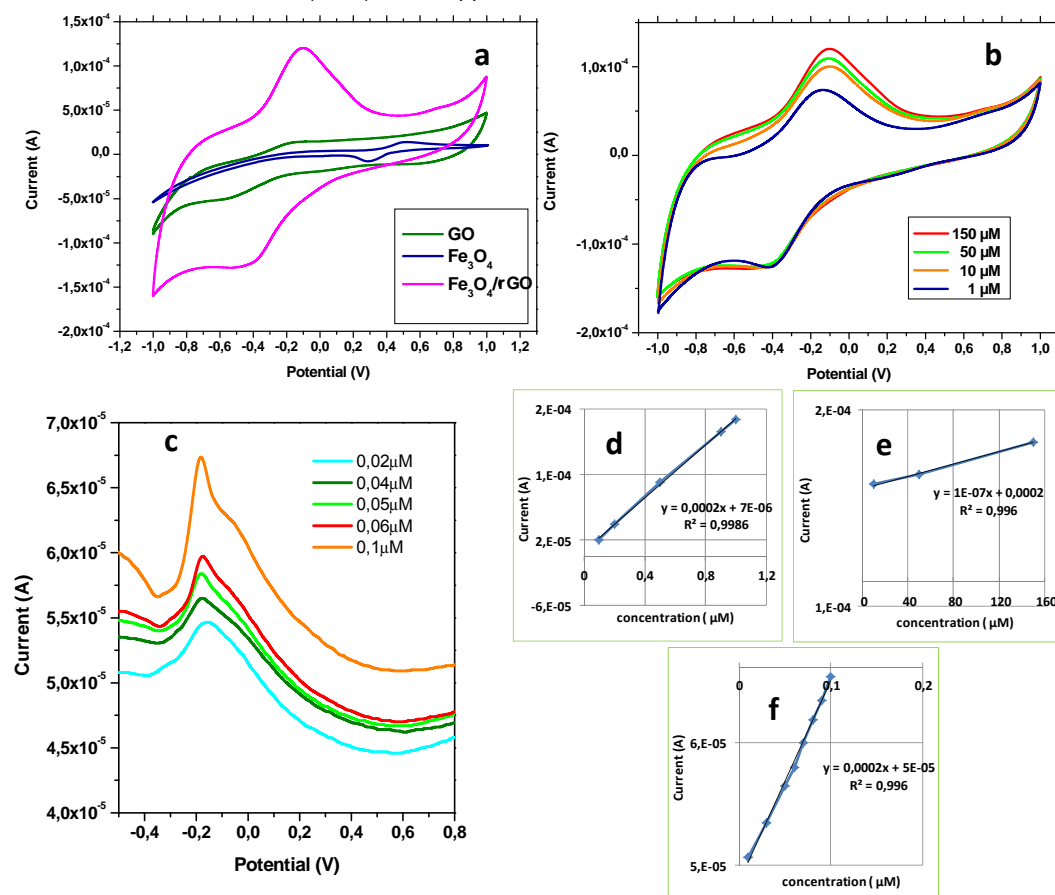 a
1,5x10⁻⁴
1,0x10⁻⁴
5,0x10⁻⁵
0,0
-5,0x10⁻⁵
-1,0x10⁻⁴
-1,5x10⁻⁴
-2,0x10⁻⁴
Current (A)
GO
Fe₃O₄
Fe₃O₄/rGO
-1,2 -1,0 -0,8 -0,6 -0,4 -0,2 0,0 0,2 0,4 0,6 0,8 1,0 1,2
Potential (V)
b
1,0x10⁻⁴
0,0
-1,0x10⁻⁴
-2,0x10⁻⁴
Current (A)
150 µM
50 µM
10 µM
1 µM
-1,0 -0,8 -0,6 -0,4 -0,2 0,0 0,2 0,4 0,6 0,8 1,0
Potential (V)
c
7,0x10⁻⁵
6,5x10⁻⁵
6,0x10⁻⁵
5,5x10⁻⁵
5,0x10⁻⁵
4,5x10⁻⁵
4,0x10⁻⁵
Current (A)
0,02µM
0,04µM
0,05µM
0,06µM
0,1µM
-0,4 -0,2 0,0 0,2 0,4 0,6 0,8
Potential (V)
d
2,E-04
1,E-04
2,E-05
-6,E-05
Current (A)
y = 0,0002x + 7E-06
R² = 0,9986
0 0,4 0,8 1,2
concentration ( µM)
e
2,E-04
1,E-04
Current (A)
y = 1E-07x + 0,0002
R² = 0,996
0 40 80 120 160
concentration ( µM)
0 0,1 0,2
f
6,E-05
5,E-05
Current (A)
y = 0,0002x + 5E-05
R² = 0,996
concentration ( µM)